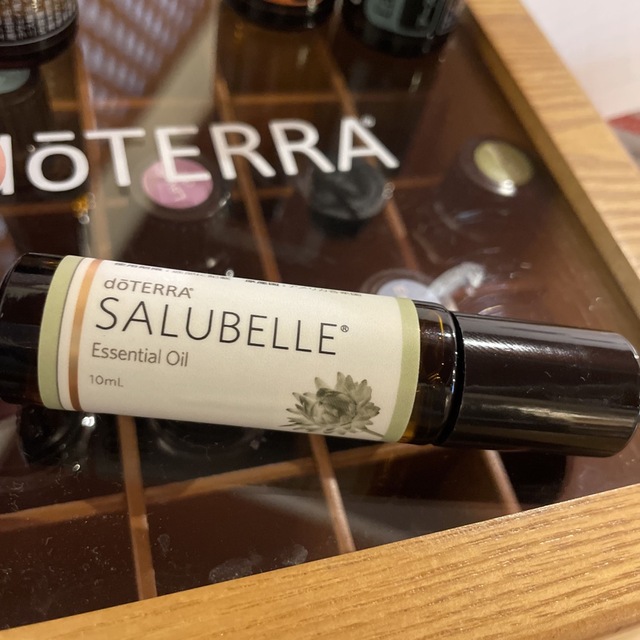 dōTERRA®
dōTERRA®
SALUBELLE®
Essential Oil
10mL